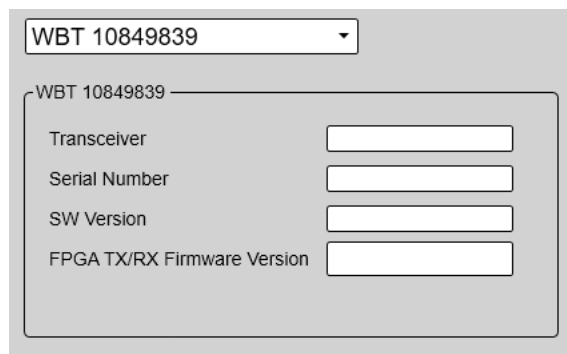 WBT 10849839
WBT 10849839
Transceiver
Serial Number
SW Version
FPGA TX/RX Firmware Version